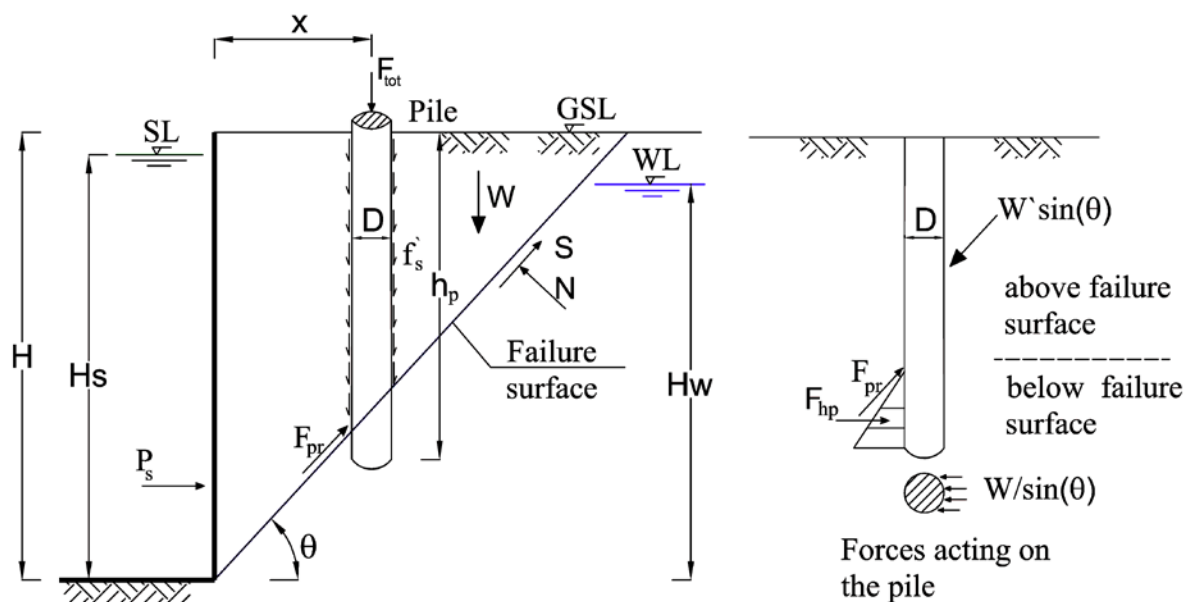 x
F_tot
Pile
GSL
SL
WL
W
D
f`s
S
N
h_p
H
Hs
Failure
surface
Hw
F_pr
P_s
θ
D
W`sin(θ)
above failure
surface
F_pr
below failure
surface
F_hp
W/sin(θ)
Forces acting on
the pile